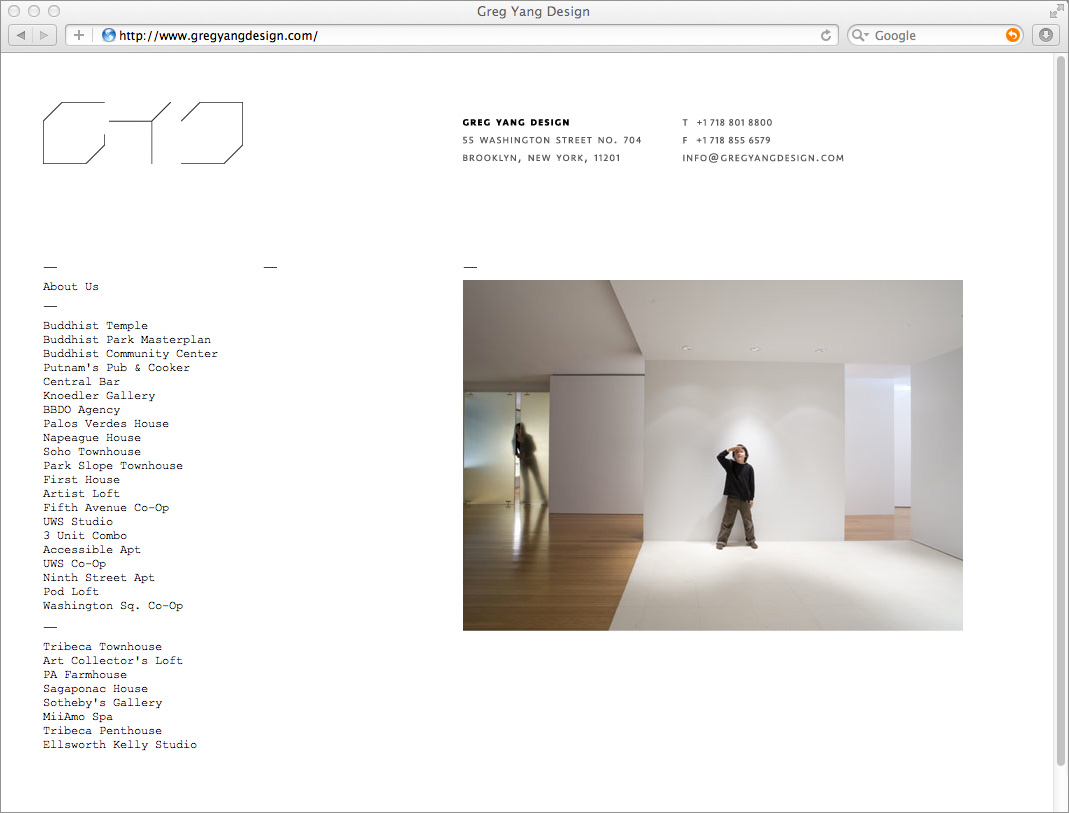 Greg Yang Design
http://www.gregyangdesign.com/
Google
GYD
GREG YANG DESIGN
55 WASHINGTON STREET NO. 704
BROOKLYN, NEW YORK, 11201
T +1 718 801 8800
F +1 718 855 6579
INFO@GREGYANGDESIGN.COM
About Us
Buddhist Temple
Buddhist Park Masterplan
Buddhist Community Center
Putnam's Pub & Cooker
Central Bar
Knoedler Gallery
BBDO Agency
Palos Verdes House
Napeague House
Soho Townhouse
Park Slope Townhouse
First House
Artist Loft
Fifth Avenue Co-Op
UWS Studio
3 Unit Combo
Accessible Apt
UWS Co-Op
Ninth Street Apt
Pod Loft
Washington Sq. Co-Op
Tribeca Townhouse
Art Collector's Loft
PA Farmhouse
Sagaponac House
Sotheby's Gallery
MiiAmo Spa
Tribeca Penthouse
Ellsworth Kelly Studio